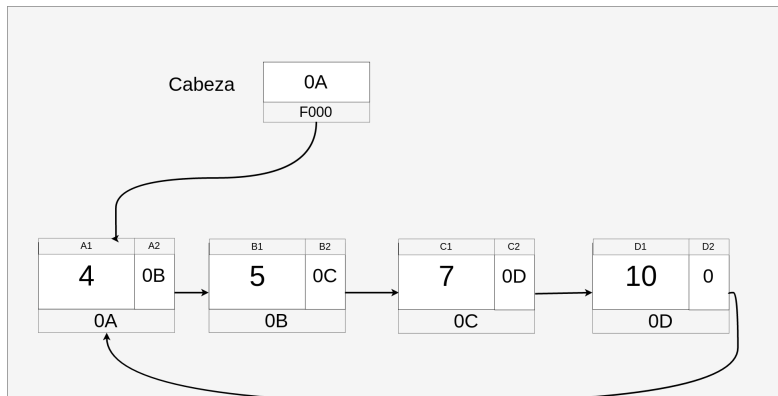 Cabeza
0A
F000
A1 A2
4 0B
0A
B1 B2
5 0C
0B
C1 C2
7 0D
0C
D1 D2
10 0
0D